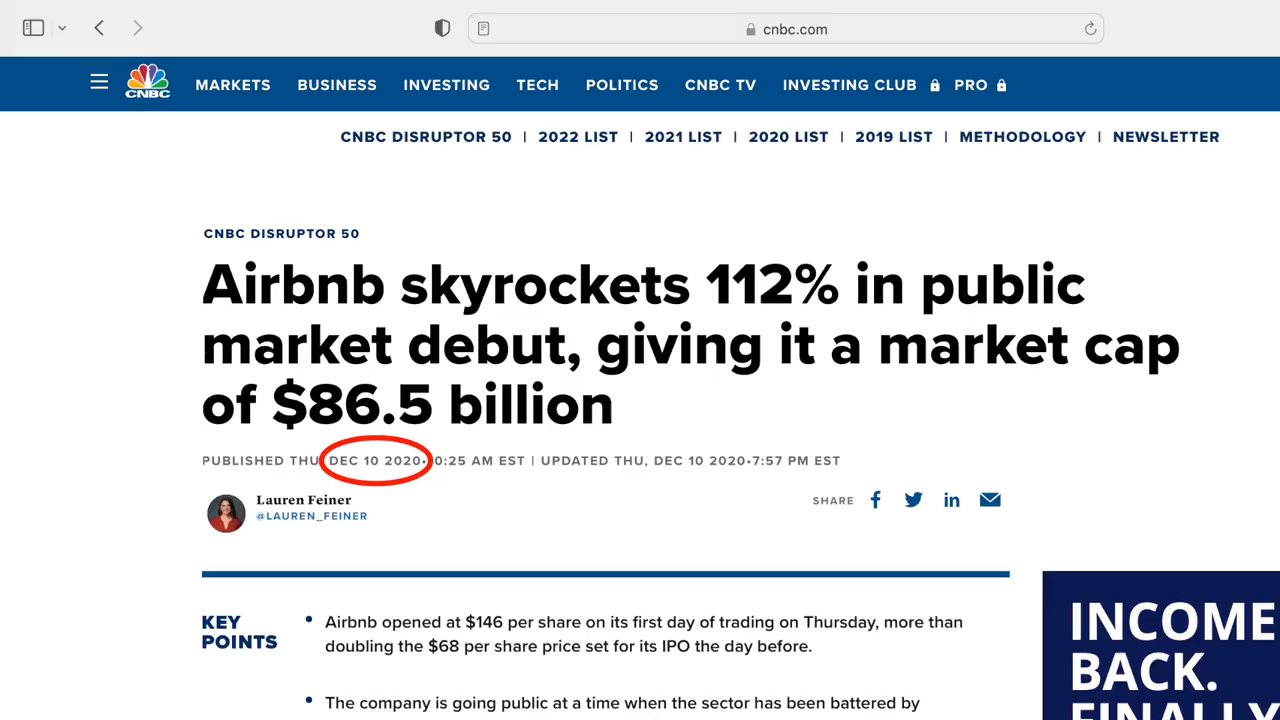 cnbc.com
CNBC MARKETS BUSINESS INVESTING TECH POLITICS CNBC TV INVESTING CLUB PRO
CNBC DISRUPTOR 50 | 2022 LIST | 2021 LIST | 2020 LIST | 2019 LIST | METHODOLOGY | NEWSLETTER
CNBC DISRUPTOR 50
Airbnb skyrockets 112% in public
market debut, giving it a market cap
of $86.5 billion
PUBLISHED THU DEC 10 2020•0:25 AM EST | UPDATED THU, DEC 10 2020•7:57 PM EST
Lauren Feiner
@LAUREN_FEINER
SHARE
KEY
POINTS
• Airbnb opened at $146 per share on its first day of trading on Thursday, more than
doubling the $68 per share price set for its IPO the day before.
• The company is going public at a time when the sector has been battered by
INCOME
BACK.
FINALLY